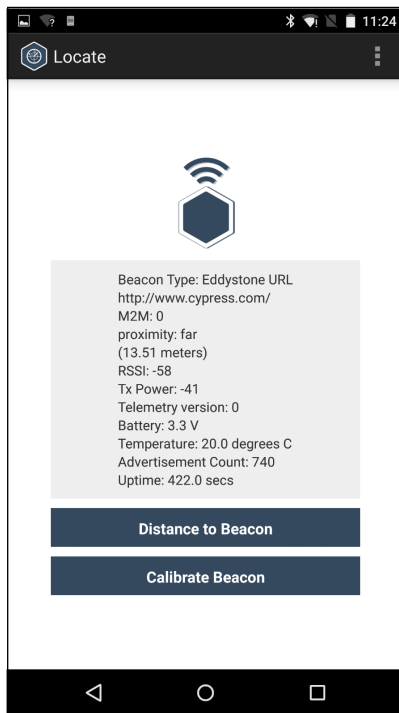 11:24
Locate
Beacon Type: Eddystone URL
http://www.cypress.com/
M2M: 0
proximity: far
(13.51 meters)
RSSI: -58
Tx Power: -41
Telemetry version: 0
Battery: 3.3 V
Temperature: 20.0 degrees C
Advertisement Count: 740
Uptime: 422.0 secs
Distance to Beacon
Calibrate Beacon